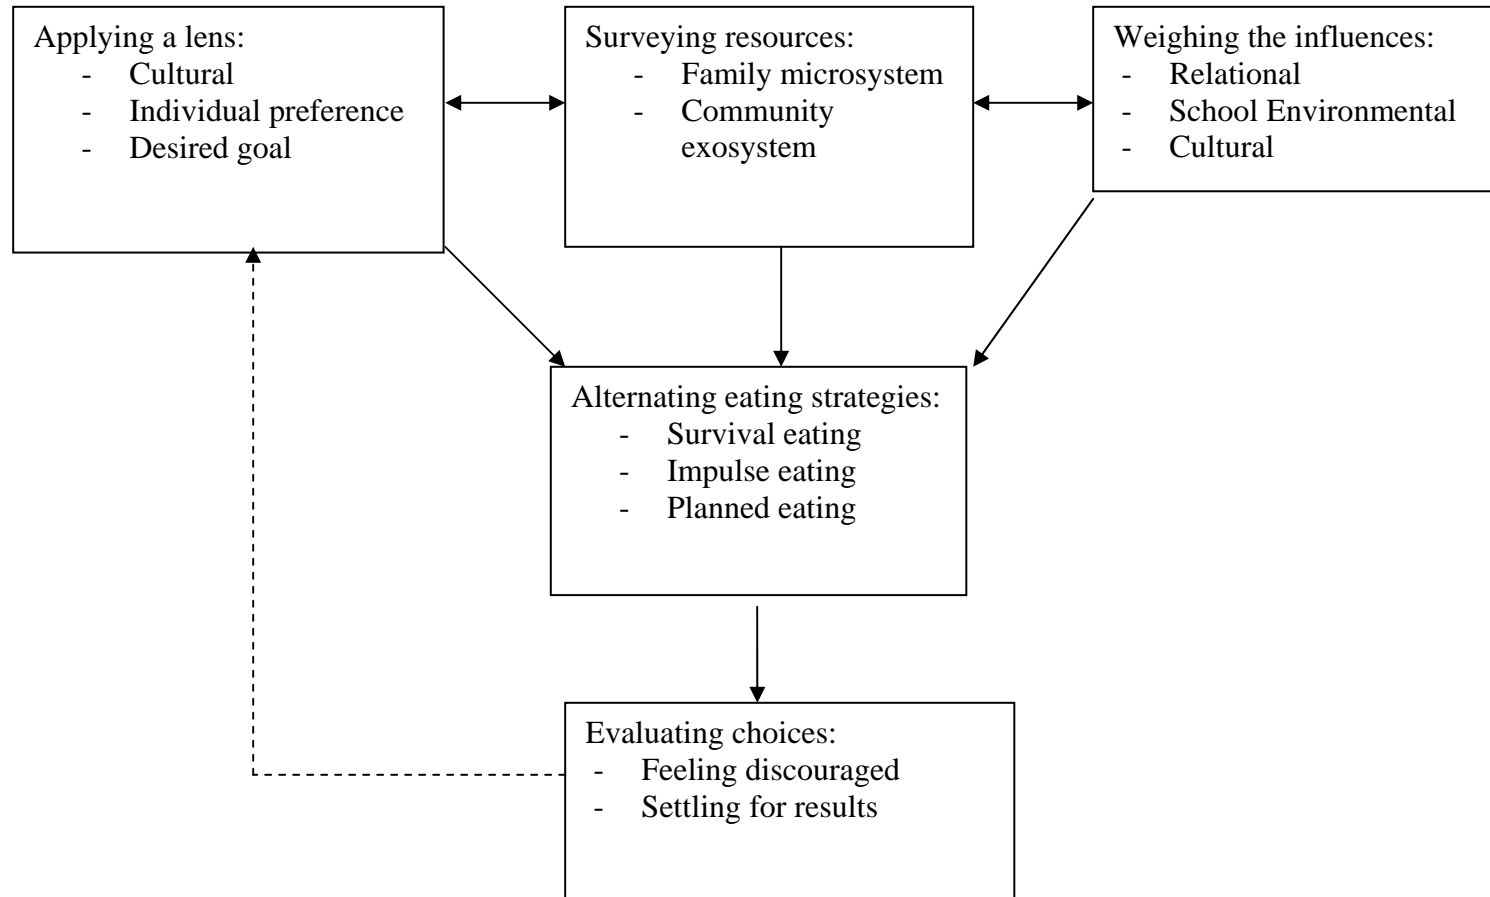 Applying a lens:
- Cultural
- Individual preference
- Desired goal
Surveying resources:
- Family microsystem
- Community
exosystem
Weighing the influences:
- Relational
- School Environmental
- Cultural
Alternating eating strategies:
- Survival eating
- Impulse eating
- Planned eating
Evaluating choices:
- Feeling discouraged
- Settling for results